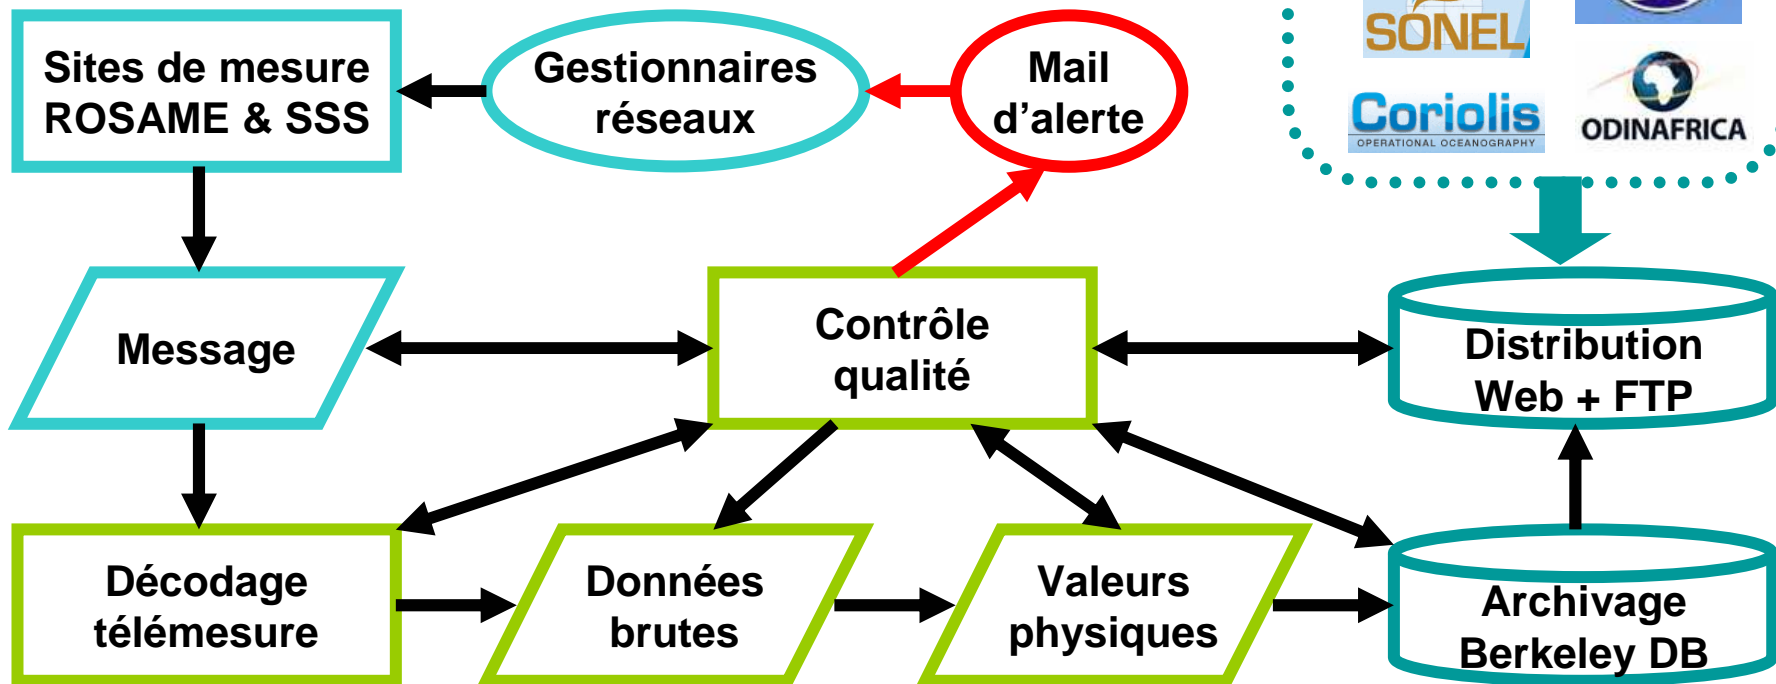 Sites de mesure
ROSAME & SSS
Gestionnaires
réseaux
Mail
d’alerte
SONEL
Coriolis
OPERATIONAL OCEANOGRAPHY
ODINAFRICA
Message
Contrôle
qualité
Distribution
Web + FTP
Décodage
télémesure
Données
brutes
Valeurs
physiques
Archivage
Berkeley DB